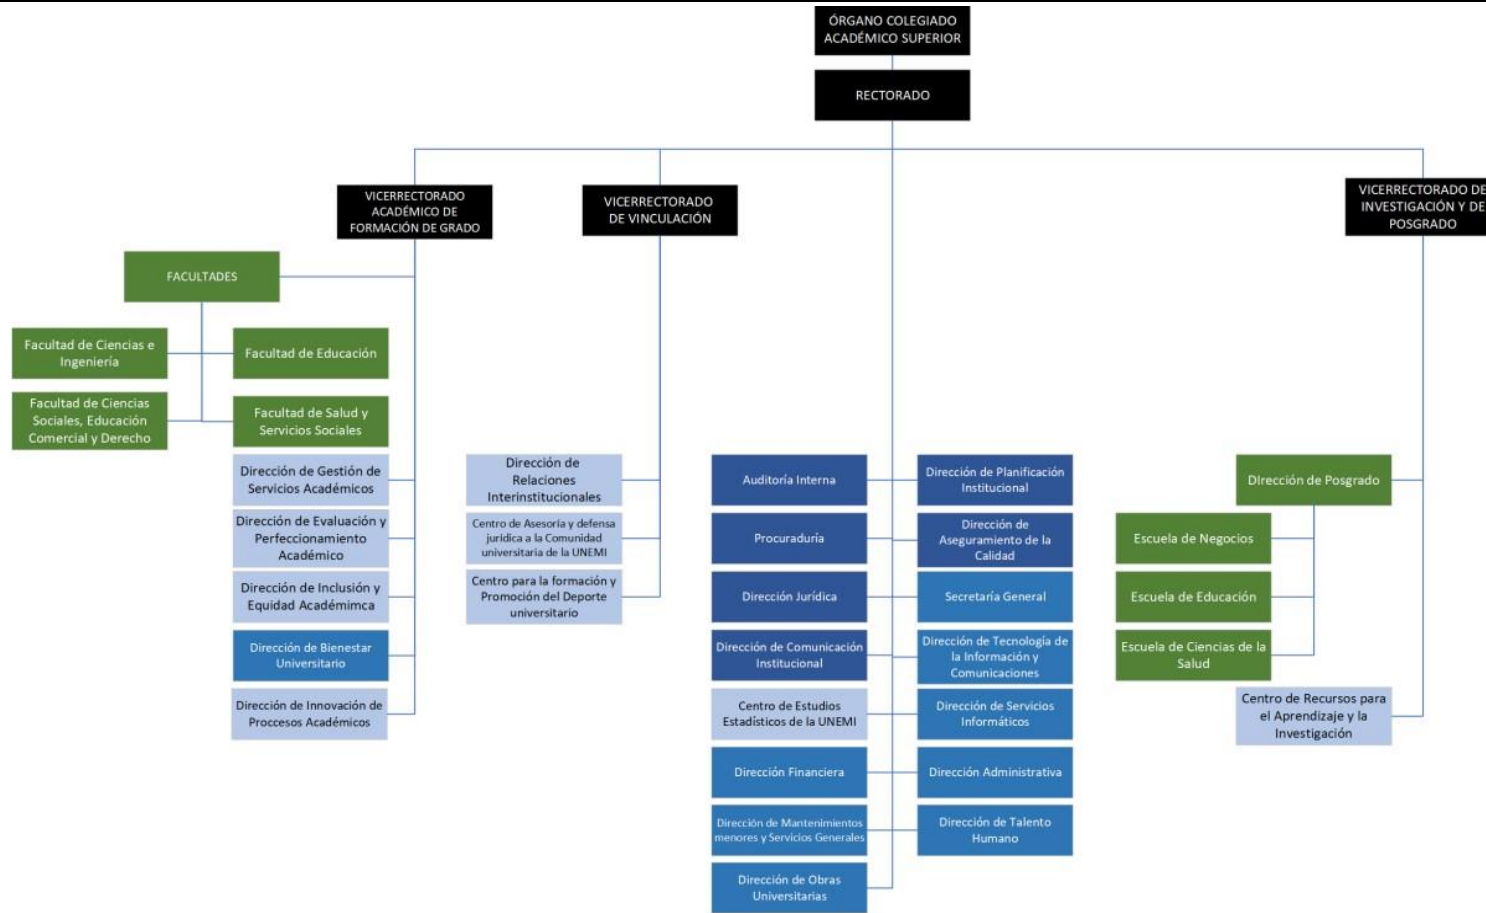 ÓRGANO COLEGIADO
ACADÉMICO SUPERIOR
RECTORADO
VICERRECTORADO
ACADÉMICO DE
FORMACIÓN DE GRADO
VICERRECTORADO
DE VINCULACIÓN
VICERRECTORADO DE
INVESTIGACIÓN Y DE
POSGRADO
FACULTADES
Facultad de Ciencias e
Ingeniería
Facultad de Educación
Facultad de Ciencias
Sociales, Educación
Comercial y Derecho
Facultad de Salud y
Servicios Sociales
Dirección de Gestión de
Servicios Académicos
Dirección de Evaluación y
Perfeccionamiento
Académico
Dirección de Inclusión y
Equidad Académimca
Dirección de Bienestar
Universitario
Dirección de Innovación de
Proccesos Académicos
Dirección de
Relaciones
Interinstitucionales
Centro de Asesoría y defensa
jurídica a la Comunidad
universitaria de la UNEMI
Centro para la formación y
Promoción del Deporte
universitario
Auditoría Interna
Dirección de Planificación
Institucional
Procuraduría
Dirección de
Aseguramiento de la
Calidad
Dirección Jurídica
Secretaría General
Dirección de Comunicación
Institucional
Dirección de Tecnología de
la Información y
Comunicaciones
Centro de Estudios
Estadísticos de la UNEMI
Dirección de Servicios
Informáticos
Dirección Financiera
Dirección Administrativa
Dirección de Mantenimientos
menores y Servicios Generales
Dirección de Talento
Humano
Dirección de Obras
Universitarias
DIrección de Posgrado
Escuela de Negocios
Escuela de Educación
Escuela de Ciencias de la
Salud
Centro de Recursos para
el Aprendizaje y la
Investigación